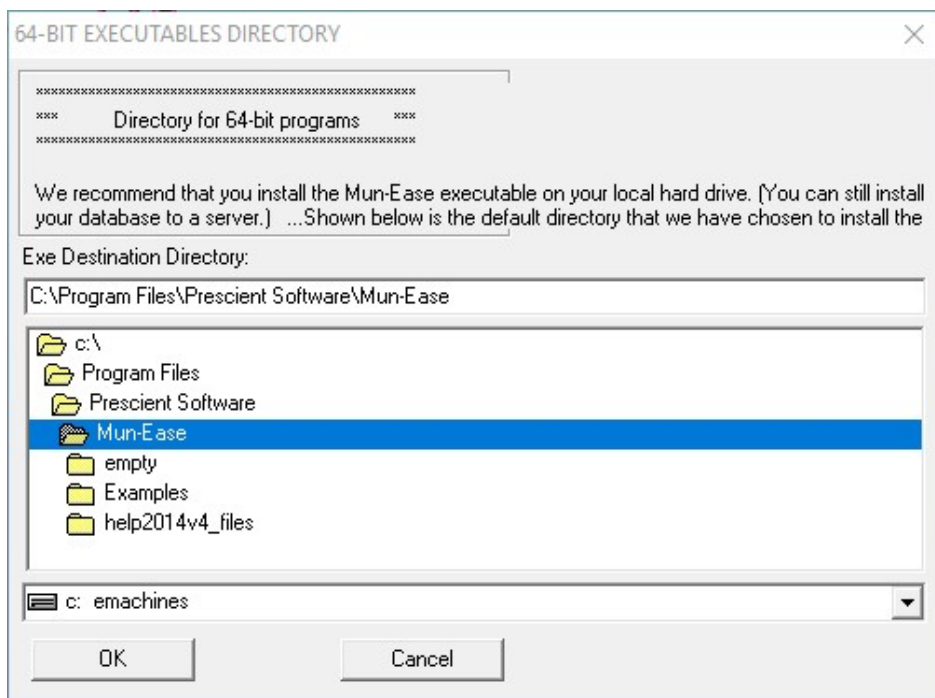 64-BIT EXECUTABLES DIRECTORY
××××××××××××××××××××××××××××××××××××××××××××××××××××
××× Directory for 64-bit programs ×××
××××××××××××××××××××××××××××××××××××××××××××××××××××
We recommend that you install the Mun-Ease executable on your local hard drive. (You can still install
your database to a server.) ...Shown below is the default directory that we have chosen to install the
Exe Destination Directory:
C:\Program Files\Prescient Software\Mun-Ease
c:\
Program Files
Prescient Software
Mun-Ease
empty
Examples
help2014v4_files
c: emachines
OK Cancel